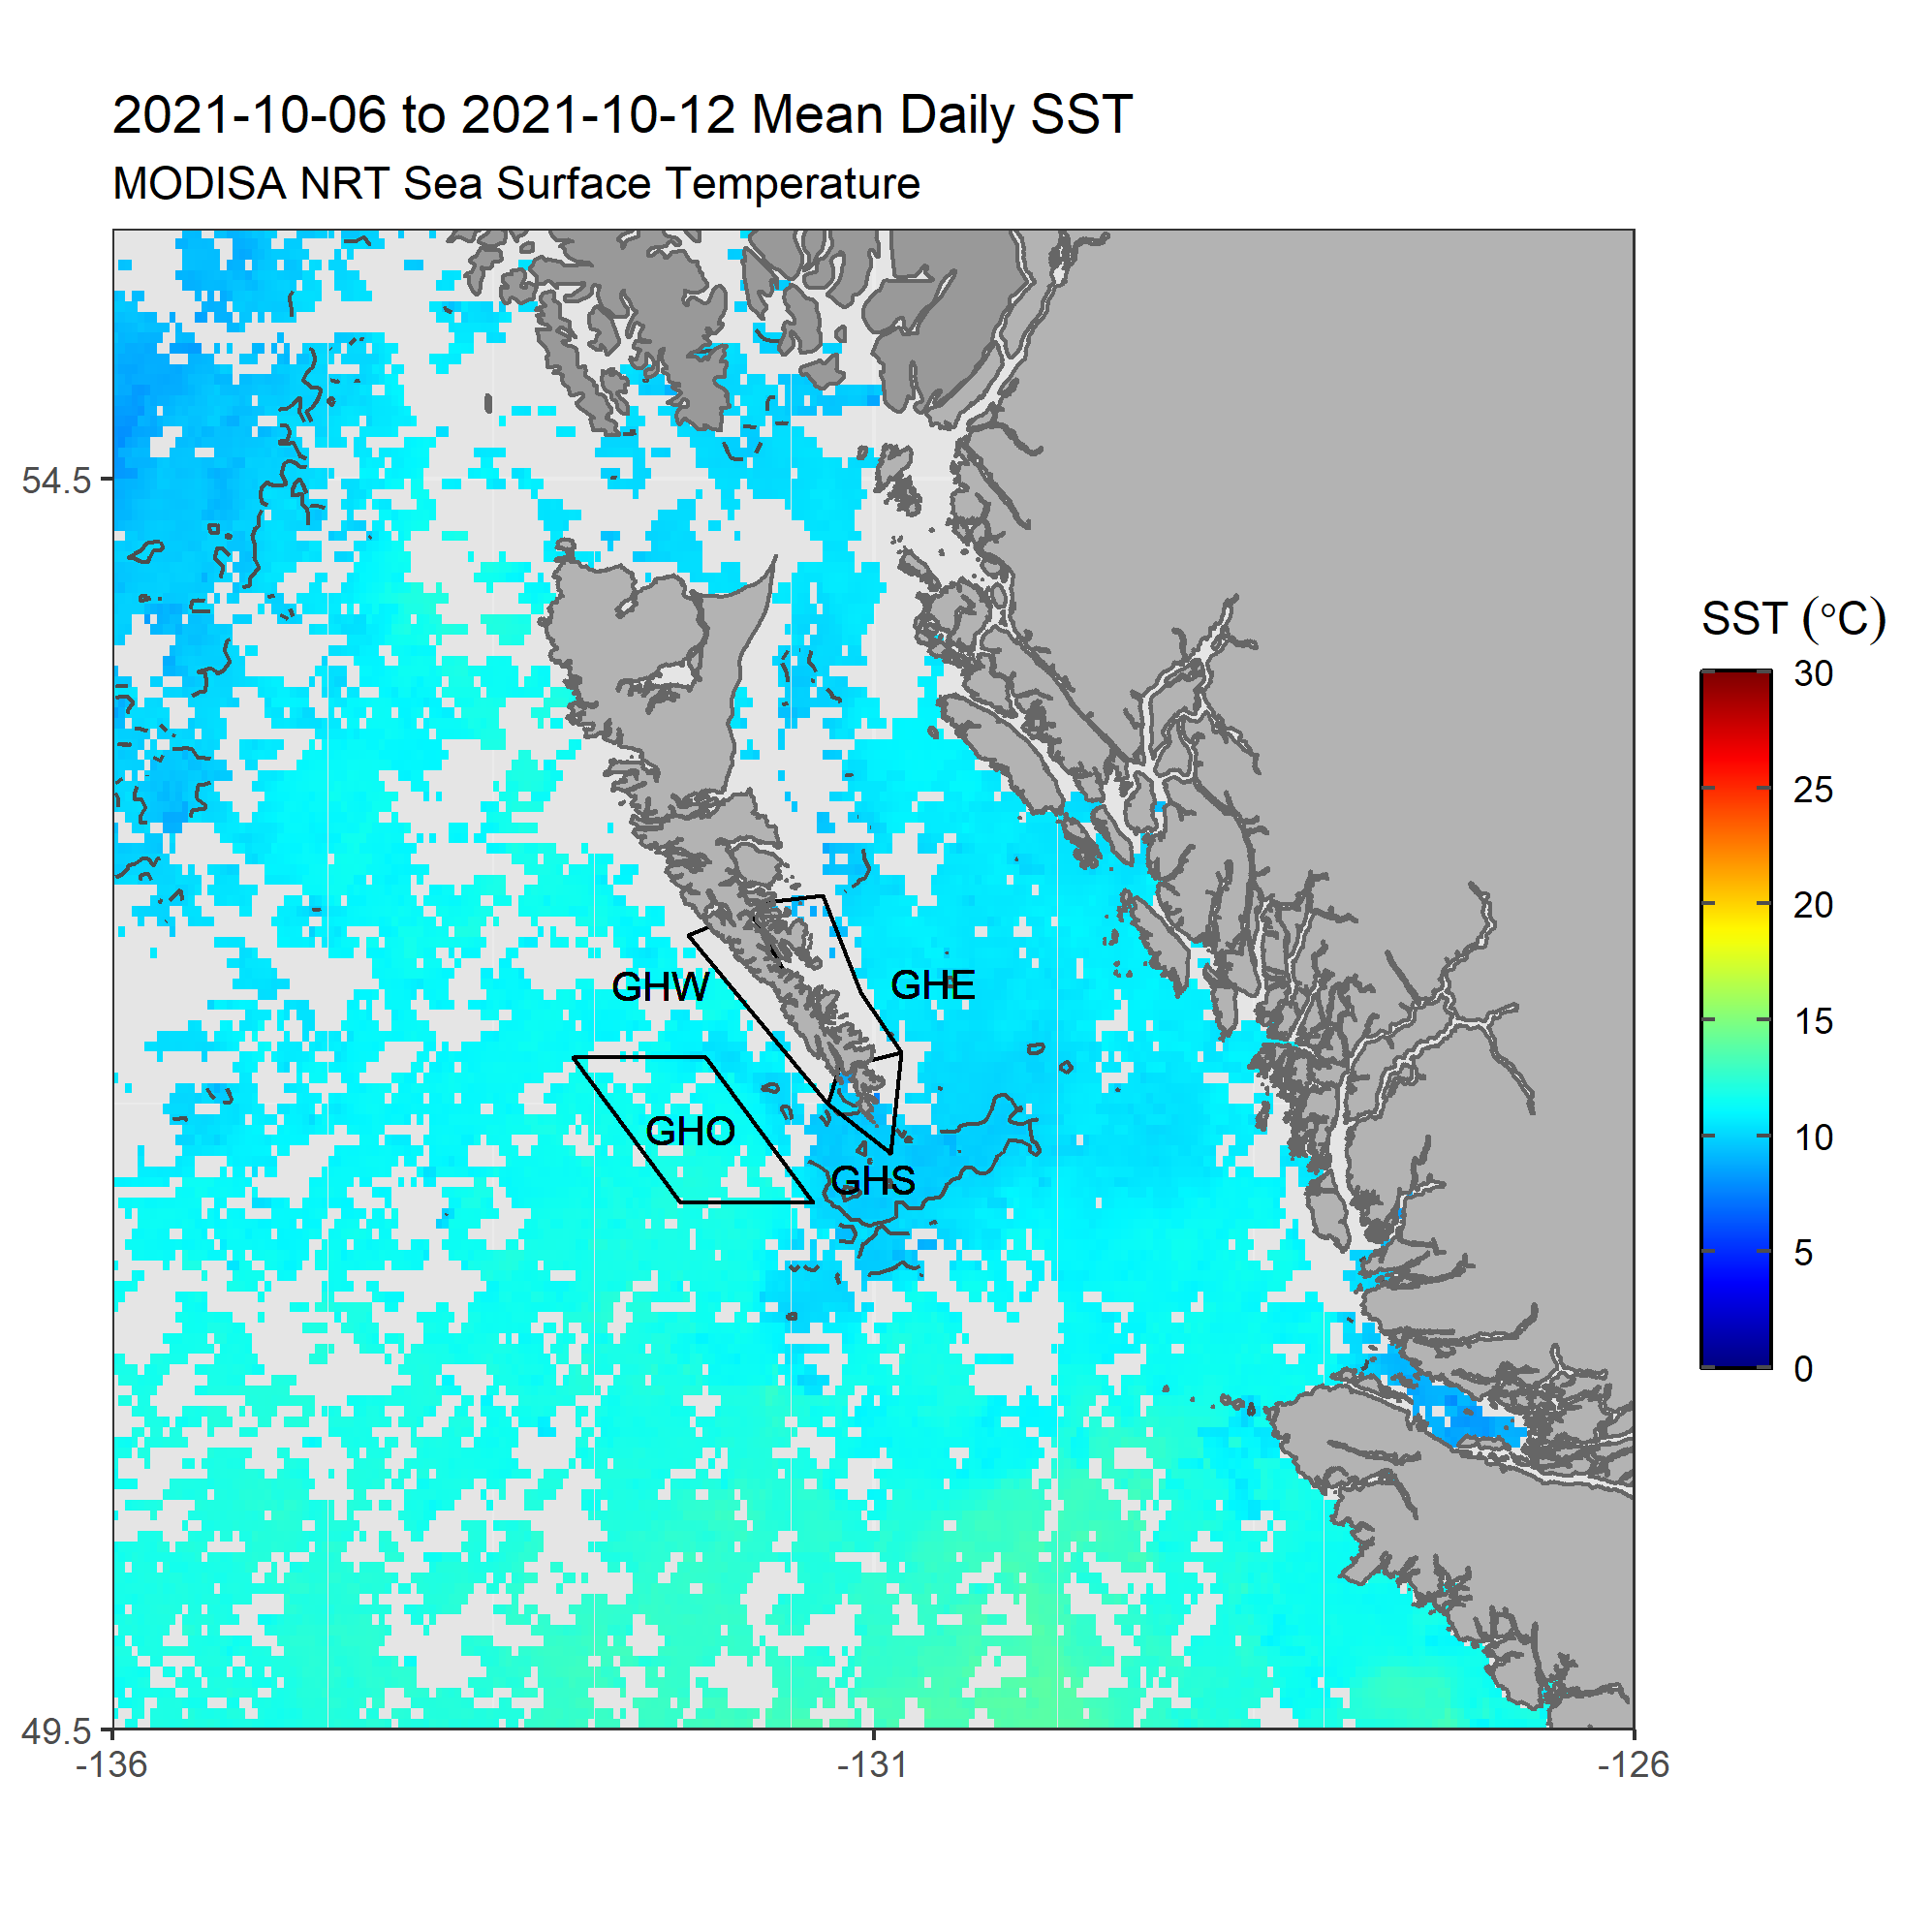 2021-10-06 to 2021-10-12 Mean Daily SST
MODISA NRT Sea Surface Temperature
SST (°C)
30
25
20
15
10
5
0
54.5
49.5
-136
-131
-126
GHW
GHE
GHO
GHS